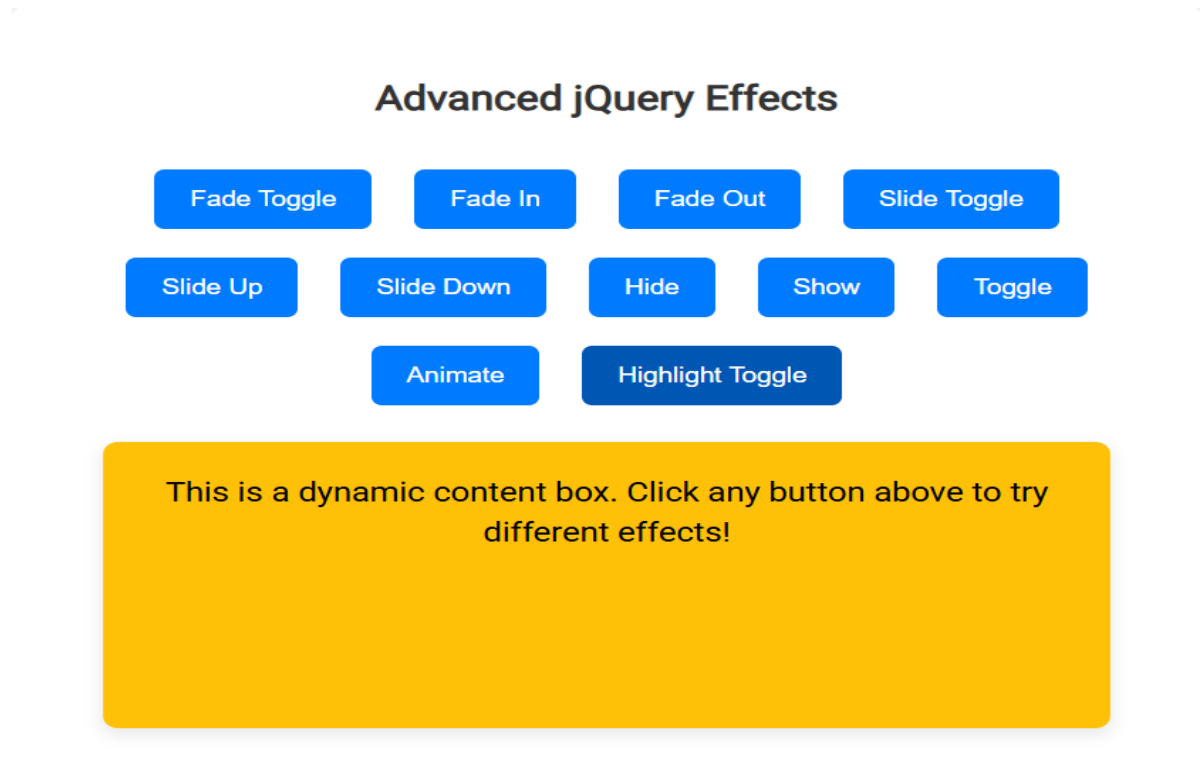 Advanced jQuery Effects
Fade Toggle Fade In Fade Out Slide Toggle
Slide Up Slide Down Hide Show Toggle
Animate Highlight Toggle
This is a dynamic content box. Click any button above to try
different effects!